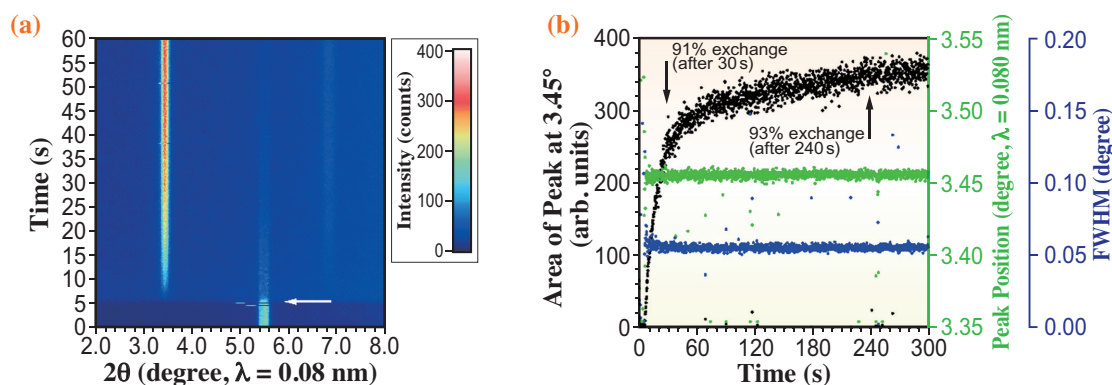 (a)
60
55
50
45
40
35
30
25
20
15
10
5
0
Time (s)
2.0 3.0 4.0 5.0 6.0 7.0 8.0
2θ (degree, λ = 0.08 nm)
400
300
200
100
0
Intensity (counts)
(b)
400
300
200
100
0
Area of Peak at 3.45°
(arb. units)
91% exchange
(after 30 s)
93% exchange
(after 240 s)
0 60 120 180 240 300
Time (s)
3.55
3.50
3.45
3.40
3.35
Peak Position (degree, λ = 0.080 nm)
0.20
0.15
0.10
0.05
0.00
FWHM (degree)